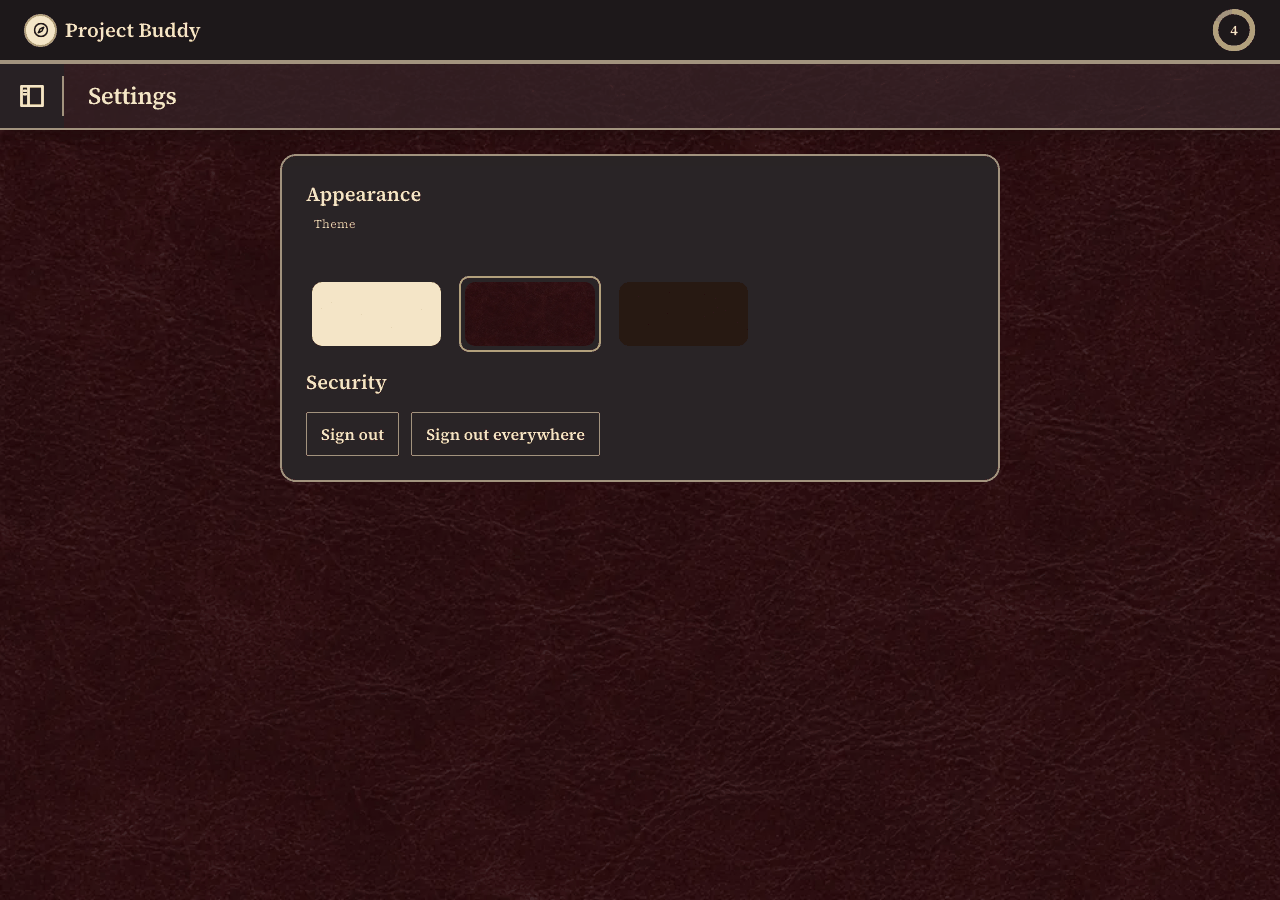 Project Buddy
4
Settings
Appearance
Theme
Security
Sign out
Sign out everywhere